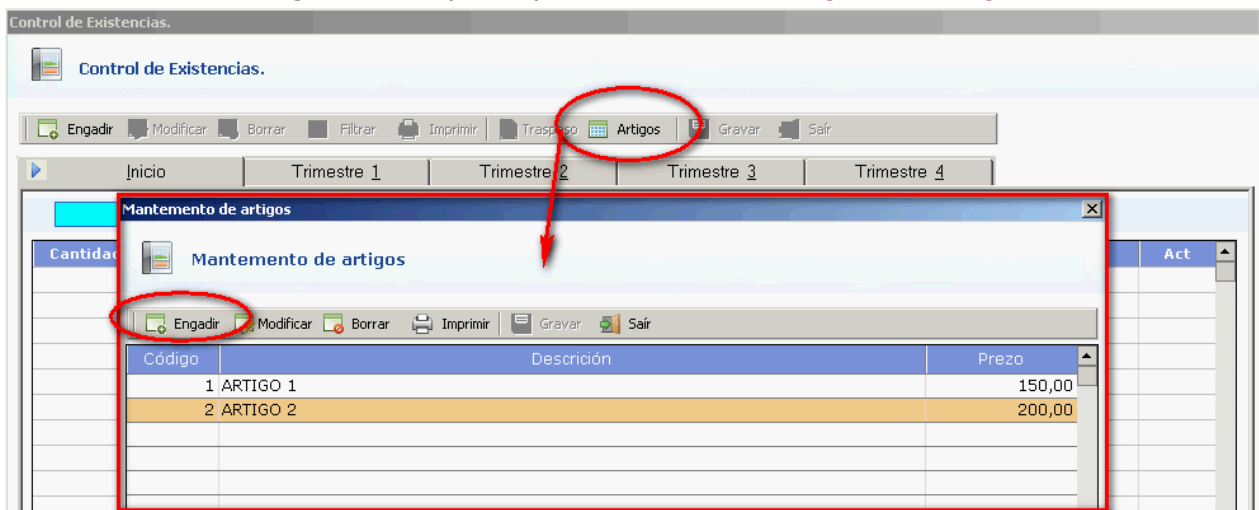 Control de Existencias.
Control de Existencias.
Engadir Modificar Borrar Filtrar Imprimir Traspaso Artigos Gravar Saír
Inicio Trimestre 1 Trimestre 2 Trimestre 3 Trimestre 4
Mantemento de artigos
Cantidad Act
Mantemento de artigos
Engadir Modificar Borrar Imprimir Gravar Saír
Código Descrición Prezo
1 ARTIGO 1 150,00
2 ARTIGO 2 200,00